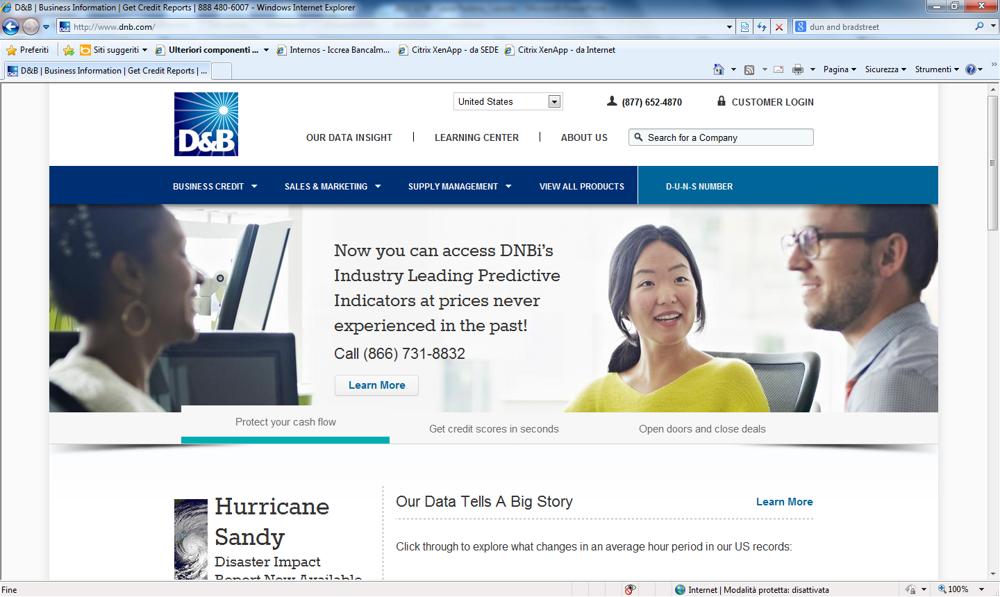 D&B | Business Information | Get Credit Reports | 888 480-6007 - Windows Internet Explorer
http://www.dnb.com/
dun and bradstreet
Preferiti
Siti suggeriti
Ulteriori componenti ...
Internos - Iccrea BancaIm...
Citrix XenApp - da SEDE
Citrix XenApp - da Internet
D&B | Business Information | Get Credit Reports | ...
Pagina
Sicurezza
Strumenti
D&B
United States
(877) 652-4870
CUSTOMER LOGIN
OUR DATA INSIGHT
LEARNING CENTER
ABOUT US
Search for a Company
BUSINESS CREDIT
SALES & MARKETING
SUPPLY MANAGEMENT
VIEW ALL PRODUCTS
D-U-N-S NUMBER
Now you can access DNBi's
Industry Leading Predictive
Indicators at prices never
experienced in the past!
Call (866) 731-8832
Learn More
Protect your cash flow
Get credit scores in seconds
Open doors and close deals
Hurricane
Sandy
Disaster Impact
Report Now Available
Our Data Tells A Big Story
Learn More
Click through to explore what changes in an average hour period in our US records:
Fine
Internet | Modalità protetta: disattivata
100%